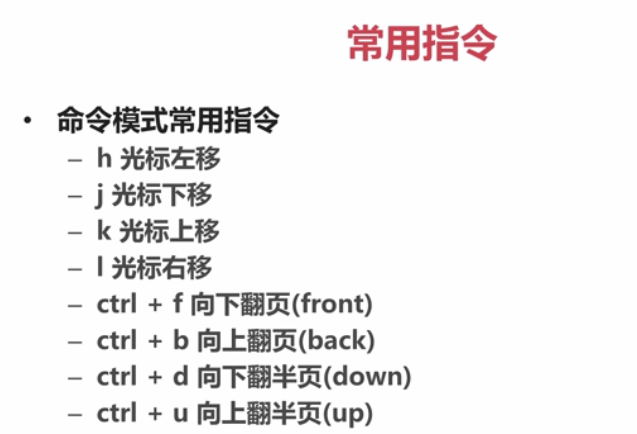 常用指令
• 命令模式常用指令
– h 光标左移
– j 光标下移
– k 光标上移
– l 光标右移
– ctrl + f 向下翻页(front)
– ctrl + b 向上翻页(back)
– ctrl + d 向下翻半页(down)
– ctrl + u 向上翻半页(up)